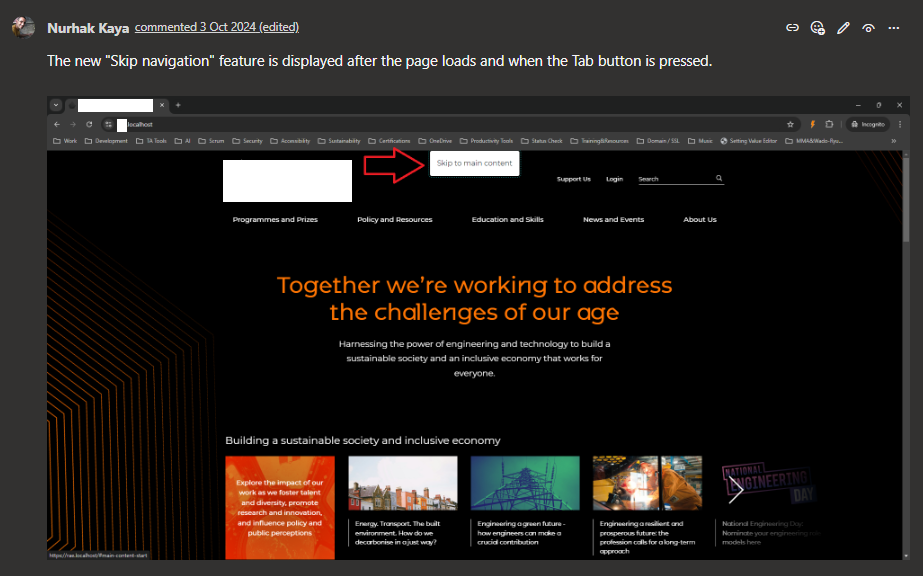 Nurhak Kaya commented 3 Oct 2024 (edited)
The new "Skip navigation" feature is displayed after the page loads and when the Tab button is pressed.
localhost
Incognito
Work Development TA Tools AI Scrum Security Accessibility Sustainability Certifications OneDrive Productivity Tools Status Check Training&Resources Domain / SSL Music Setting Value Editor MMA&Wado-Ryu...
Skip to main content
Support Us Login Search
Programmes and Prizes Policy and Resources Education and Skills News and Events About Us
Together we're working to address
the challenges of our age
Harnessing the power of engineering and technology to build a
sustainable society and an inclusive economy that works for
everyone.
Building a sustainable society and inclusive economy
Explore the impact of our
work as we foster talent
and diversity, promote
research and innovation,
and influence policy and
public perceptions
Energy. Transport. The built
environment. How do we
decarbonise in a just way?
Engineering a green future -
how engineers can make a
crucial contribution
Engineering a resilient and
prosperous future: the
profession calls for a long-term
approach
NATIONAL
ENGINEERING
DAY
National Engineering Day
Nominate your engineering
models here
https://rae.localhost/#main-content-start